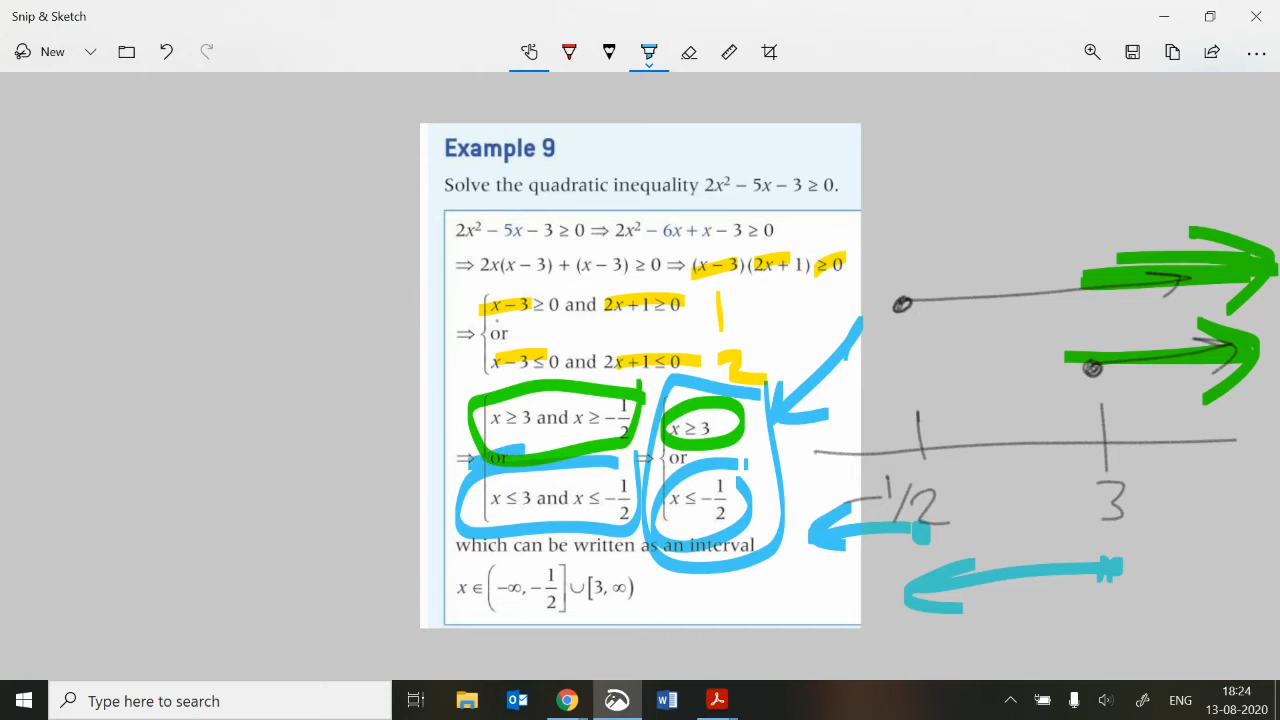 Snip & Sketch
New
Example 9
Solve the quadratic inequality 2x² − 5x − 3 ≥ 0.
2x² − 5x − 3 ≥ 0 ⇒ 2x² − 6x + x − 3 ≥ 0
⇒ 2x(x − 3) + (x − 3) ≥ 0 ⇒ (x − 3)(2x + 1) ≥ 0
x − 3 ≥ 0 and 2x + 1 ≥ 0 1
⇒ { or
x − 3 ≤ 0 and 2x + 1 ≤ 0 2
x ≥ 3 and x ≥ −1/2 x ≥ 3
⇒ { or ⇒ { or
x ≤ 3 and x ≤ −1/2 x ≤ −1/2
−1/2 3
which can be written as an interval
x ∈ (−∞, −1/2] ∪ [3, ∞)
Type here to search
ENG
18:24
13-08-2020